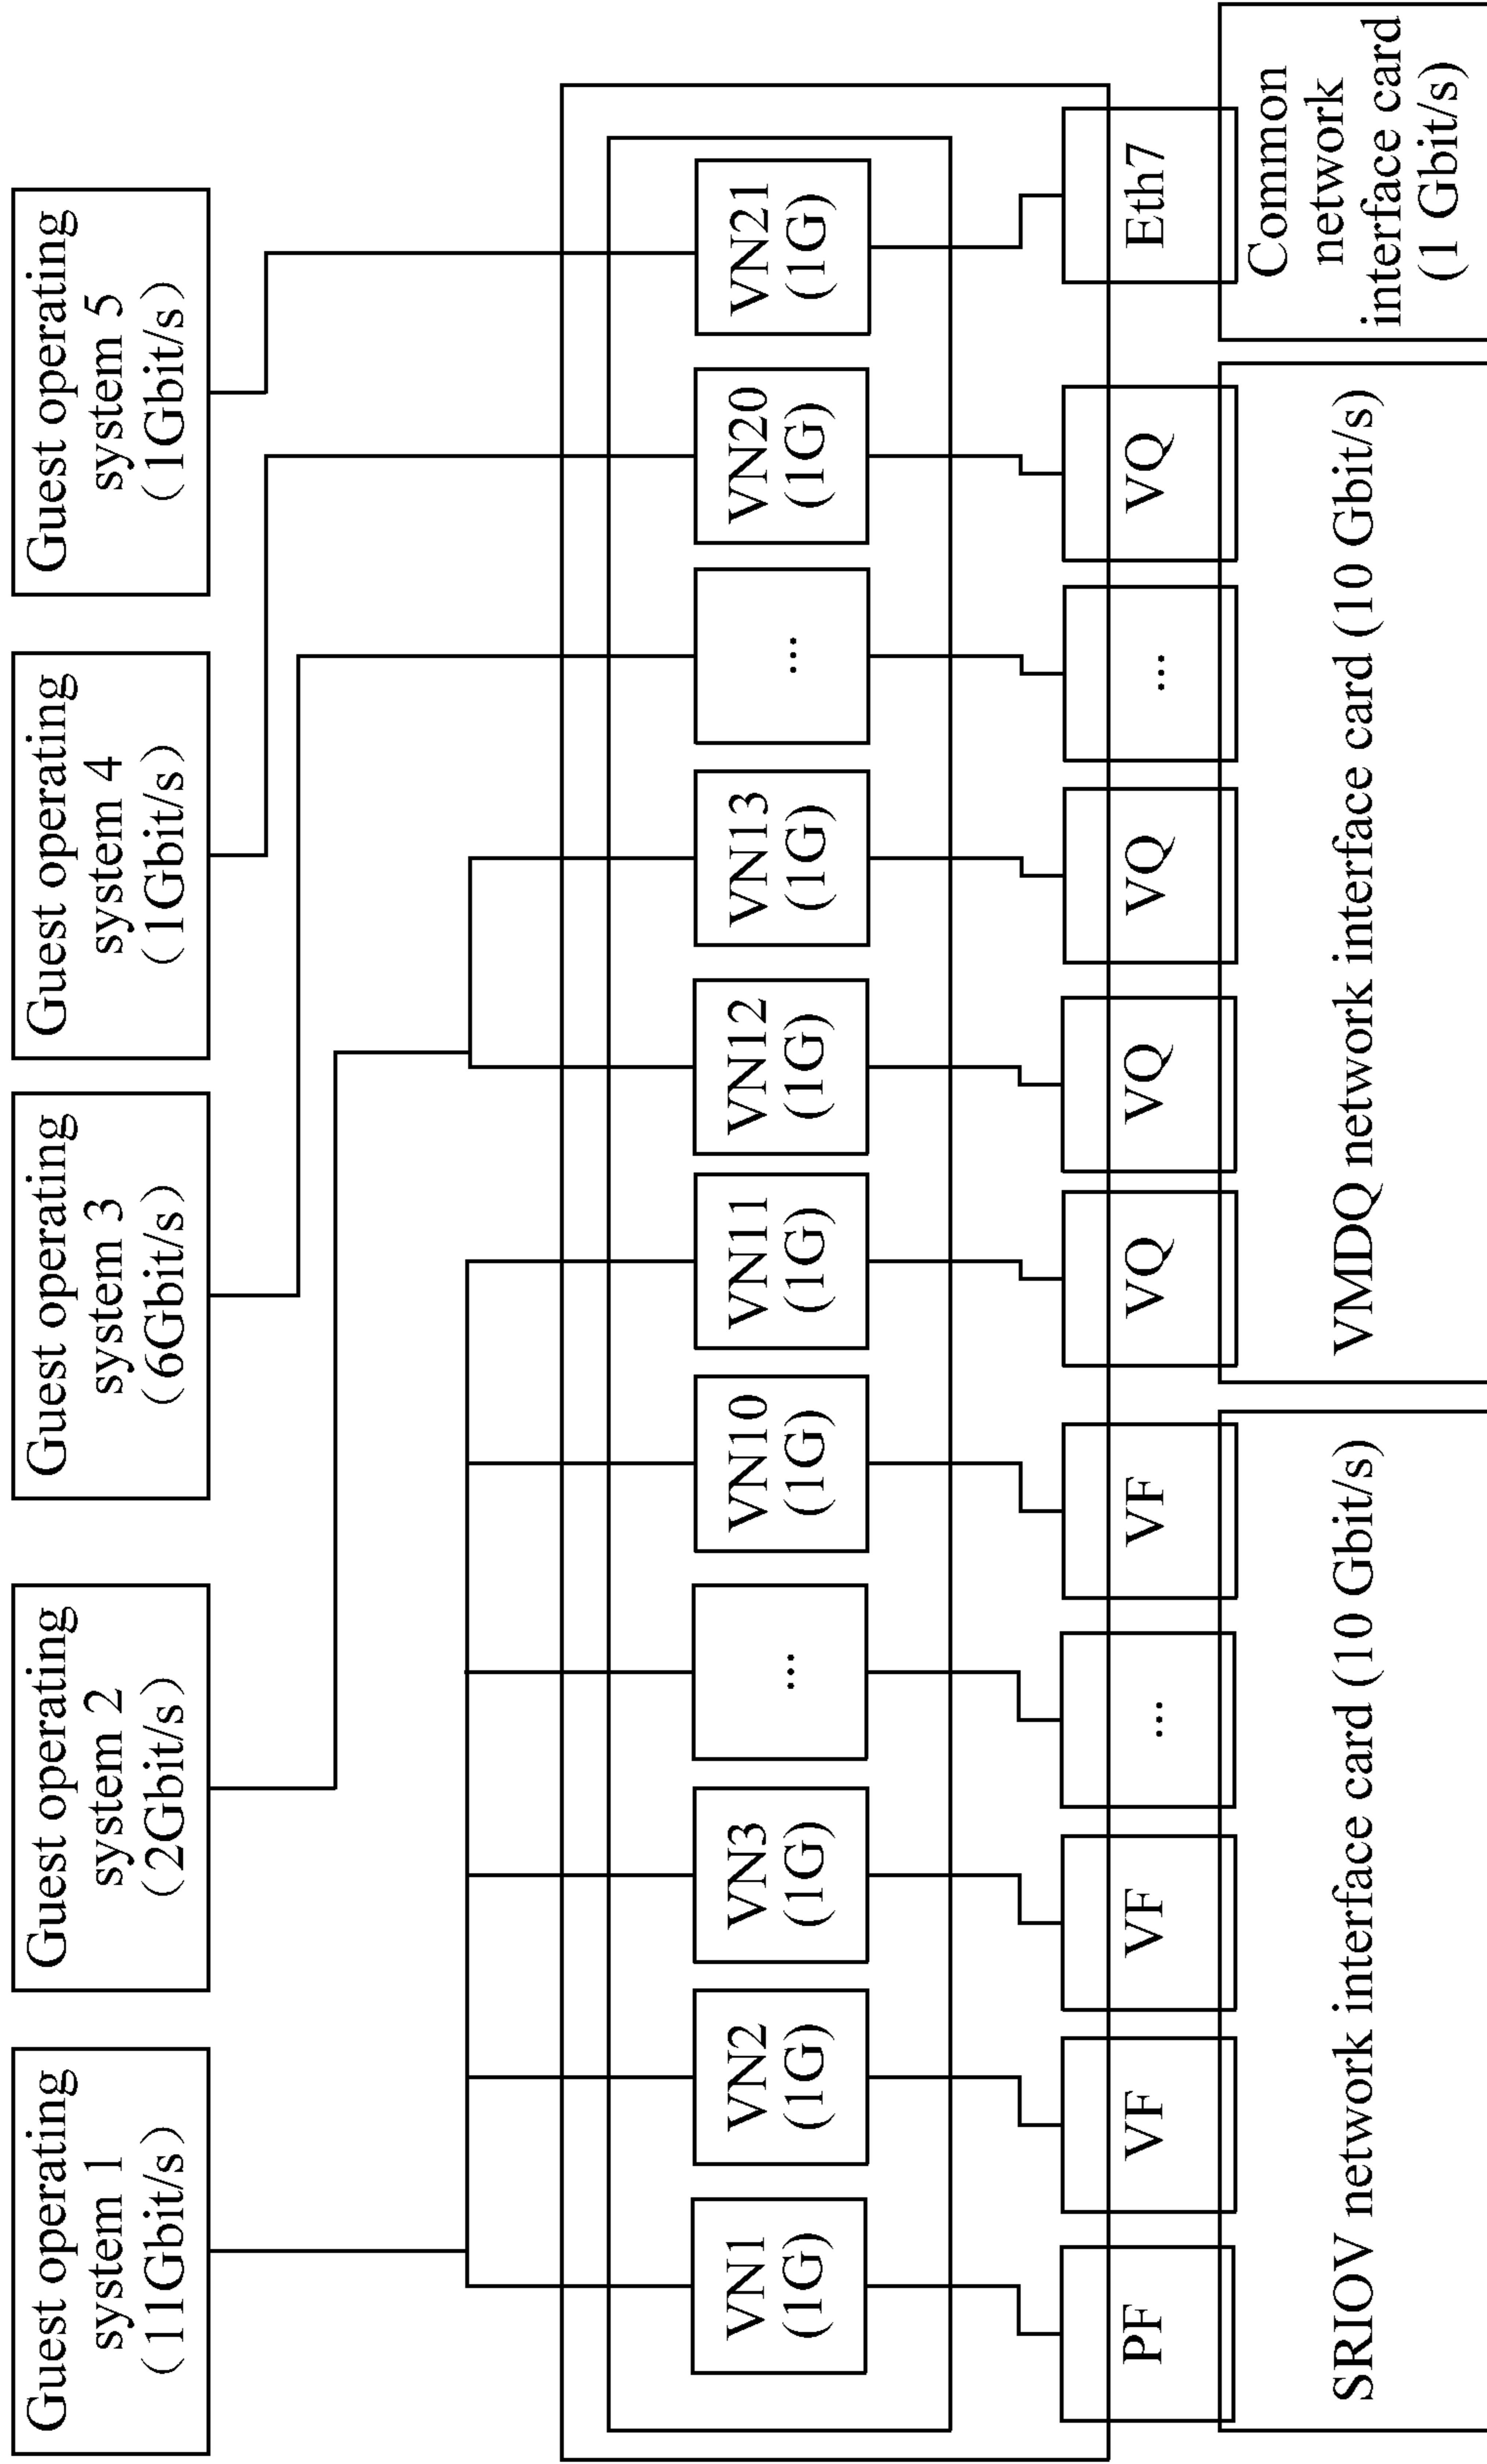 Guest operating
system 1
（11Gbit/s）
Guest operating
system 2
（2Gbit/s）
Guest operating
system 3
（6Gbit/s）
Guest operating
system 4
（1Gbit/s）
Guest operating
system 5
（1Gbit/s）
VN1
(1G)
VN2
(1G)
VN3
(1G)
...
VN10
(1G)
VN11
(1G)
VN12
(1G)
VN13
(1G)
...
VN20
(1G)
VN21
(1G)
PF
VF
VF
...
VF
VQ
VQ
VQ
...
VQ
Eth7
SRIOV network interface card (10 Gbit/s)
VMDQ network interface card (10 Gbit/s)
Common
network
interface card
(1 Gbit/s)